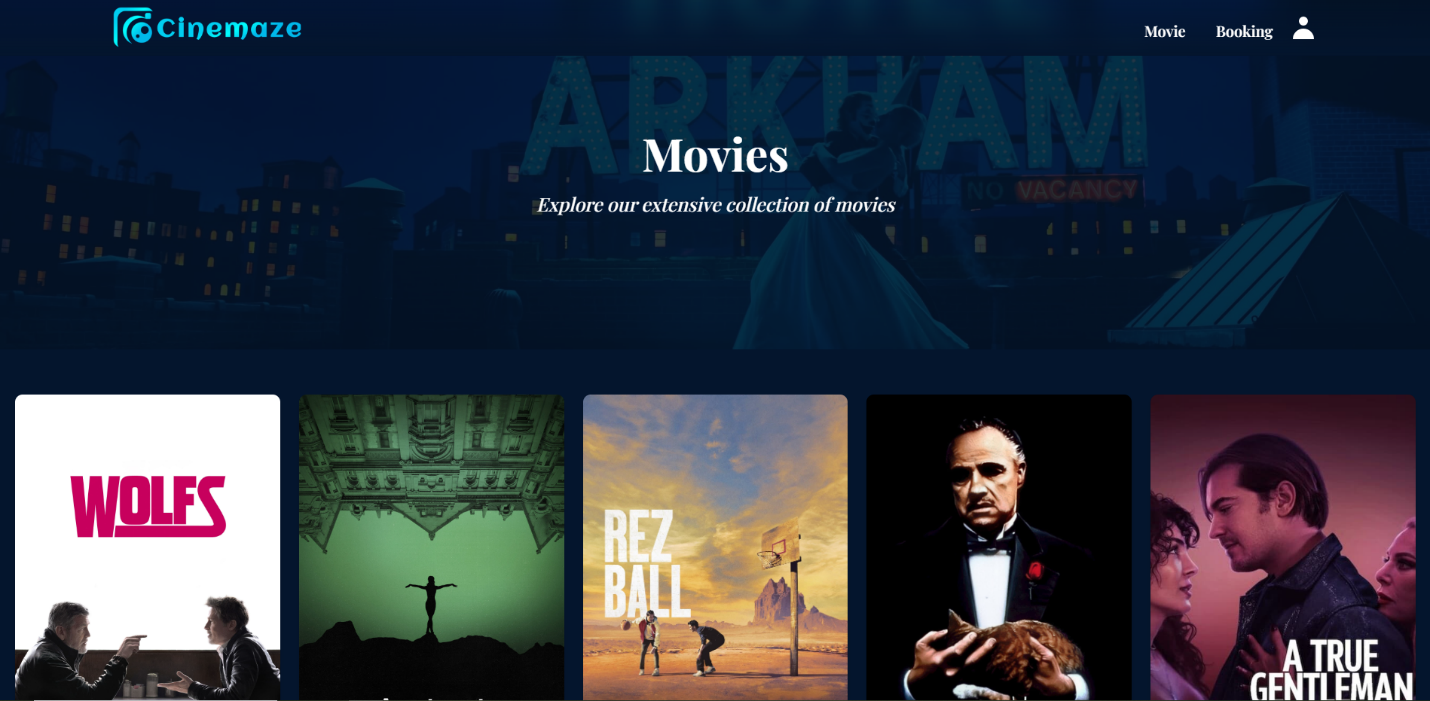 Cinemaze
Movie
Booking
ARKHAM
Movies
NO VACANCY
Explore our extensive collection of movies
WOLFS
REZ
BALL
A TRUE
GENTLEMAN